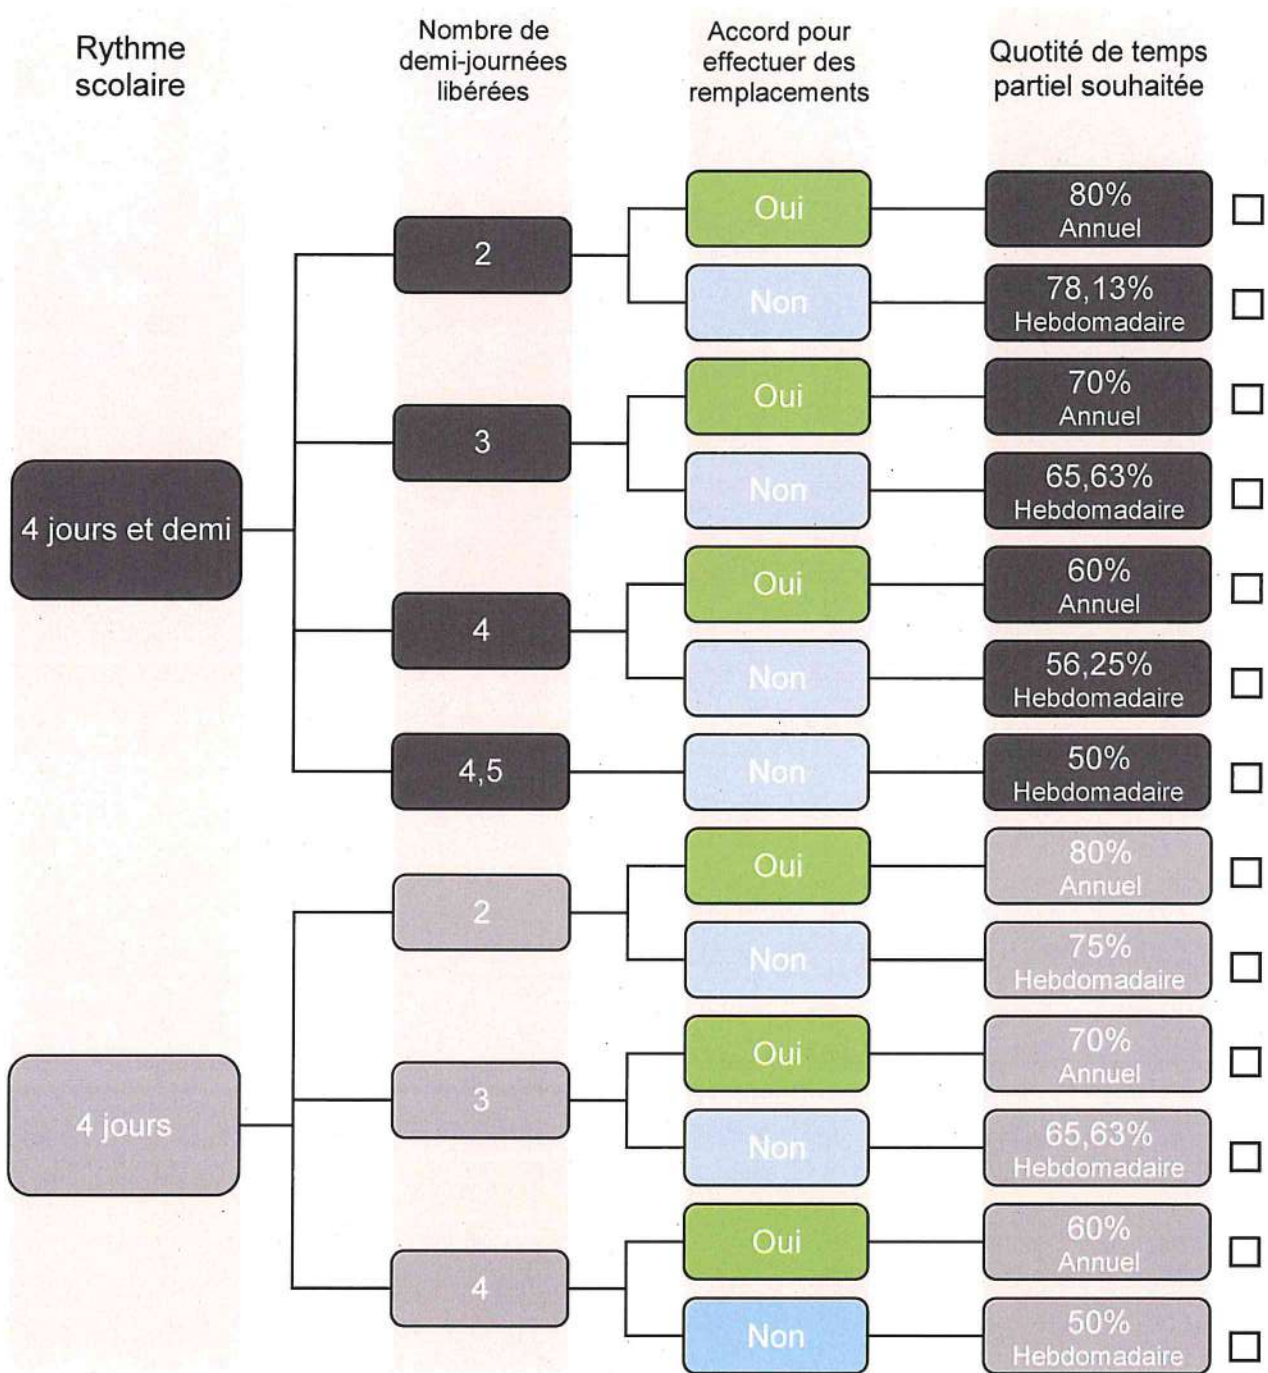 Rythme
scolaire
Nombre de
demi-journées
libérées
Accord pour
effectuer des
remplacements
Quotité de temps
partiel souhaitée
4 jours et demi
2
Oui
80%
Annuel
Non
78,13%
Hebdomadaire
3
Oui
70%
Annuel
Non
65,63%
Hebdomadaire
4
Oui
60%
Annuel
Non
56,25%
Hebdomadaire
4,5
Non
50%
Hebdomadaire
4 jours
2
Oui
80%
Annuel
Non
75%
Hebdomadaire
3
Oui
70%
Annuel
Non
65,63%
Hebdomadaire
4
Oui
60%
Annuel
Non
50%
Hebdomadaire